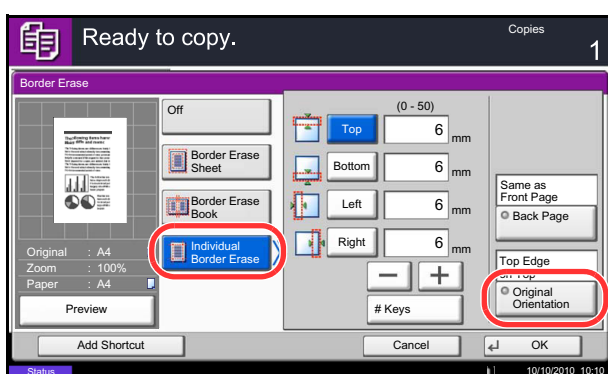 Ready to copy.
Copies
1
Border Erase
Off
Border Erase
Sheet
Border Erase
Book
Individual
Border Erase
(0 - 50)
Top
6 mm
Bottom
6 mm
Left
6 mm
Right
6 mm
# Keys
Same as
Front Page
Back Page
Top Edge
on Top
Original
Orientation
Original : A4
Zoom : 100%
Paper : A4
Preview
Add Shortcut
Cancel
OK
Status
10/10/2010 10:10